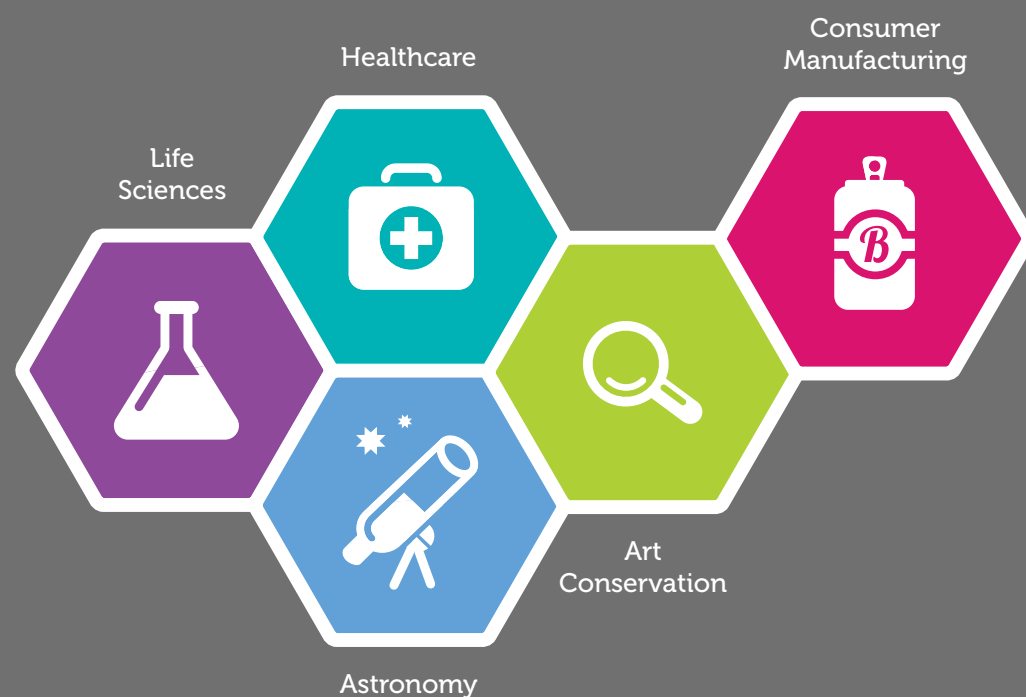 Consumer
Manufacturing
Healthcare
Life
Sciences
B
Art
Conservation
Astronomy